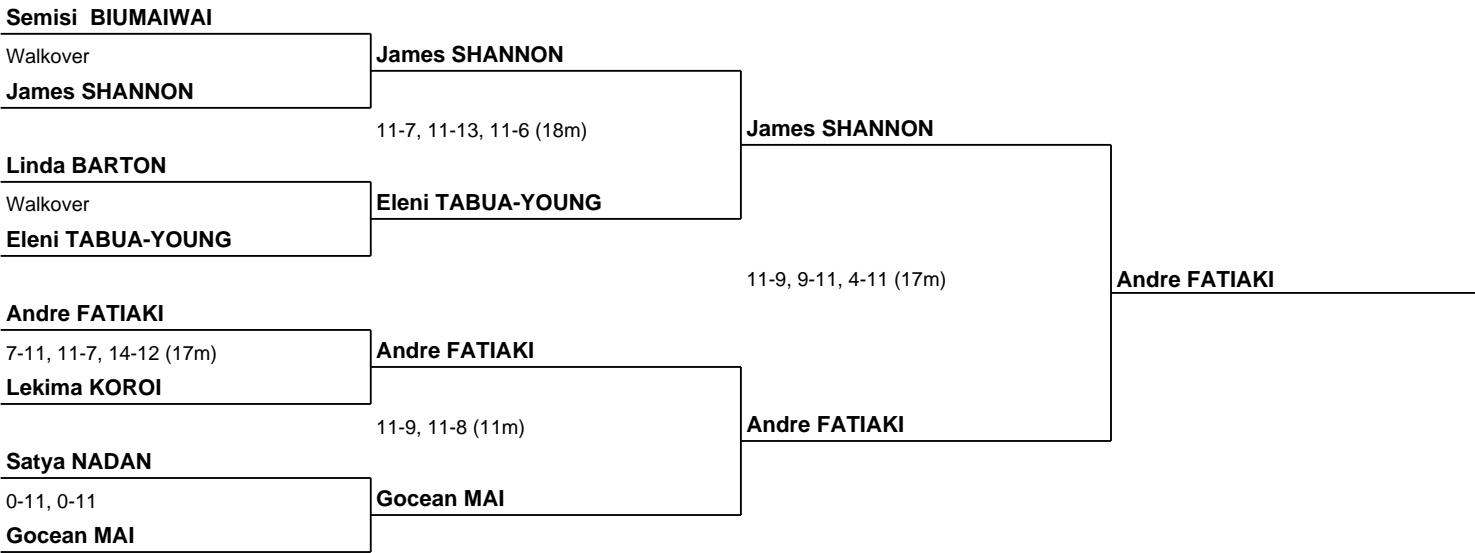 Semisi  BIUMAIWAI
Walkover
James SHANNON
James SHANNON
11-7, 11-13, 11-6 (18m)
James SHANNON
Linda BARTON
Walkover
Eleni TABUA-YOUNG
Eleni TABUA-YOUNG
11-9, 9-11, 4-11 (17m)
Andre FATIAKI
Andre FATIAKI
7-11, 11-7, 14-12 (17m)
Andre FATIAKI
Lekima KOROI
11-9, 11-8 (11m)
Andre FATIAKI
Satya NADAN
0-11, 0-11
Gocean MAI
Gocean MAI